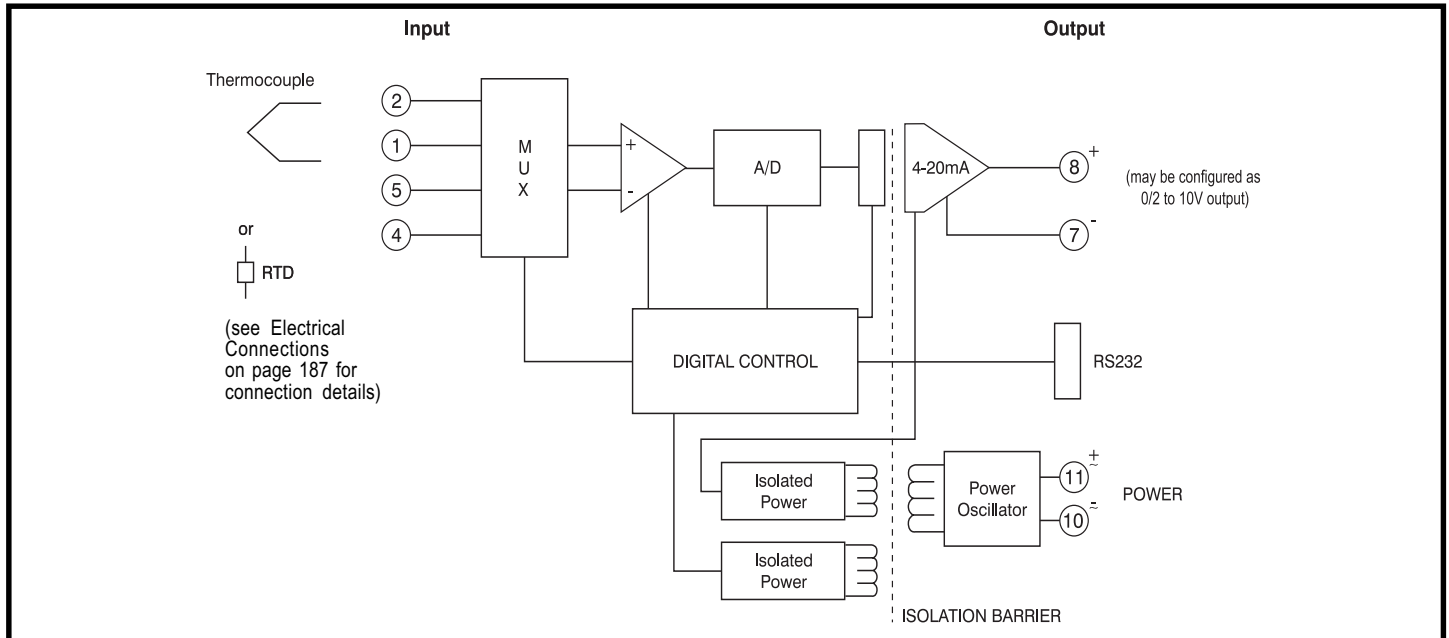 Input
Output
Thermocouple
2
1
5
4
M
U
X
+
-
A/D
4-20mA
8 +
7 -
(may be configured as
0/2 to 10V output)
or
RTD
(see Electrical
Connections
on page 187 for
connection details)
DIGITAL CONTROL
RS232
Isolated
Power
Power
Oscillator
11 + ~
10 - ~
POWER
Isolated
Power
ISOLATION BARRIER